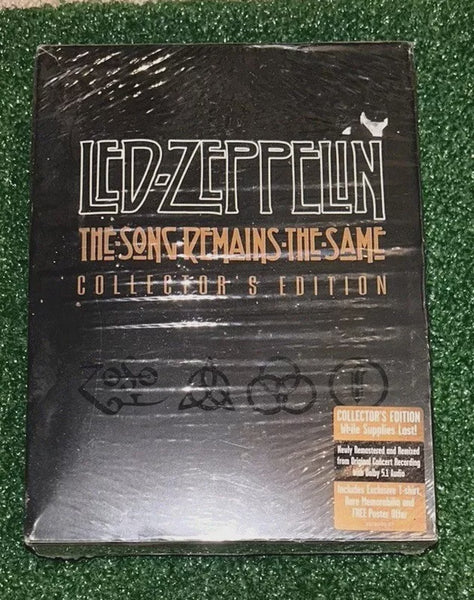 LED-ZEPPELIN
THE·SONG·REMAINS·THE·SAME
COLLECTOR'S EDITION
COLLECTOR'S EDITION
While Supplies Last!
Newly Remastered and Remixed
from Original Concert Recording
with Dolby 5.1 Audio
Includes Exclusive T-shirt,
Rare Memorabilia and
FREE Poster Offer